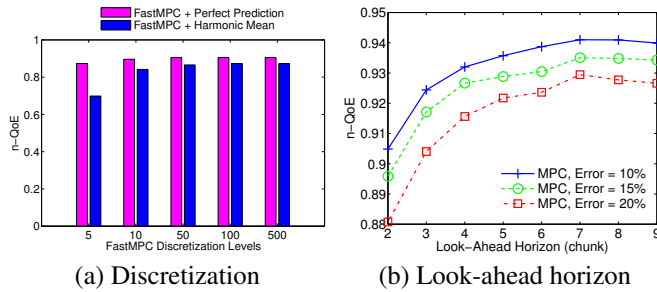 FastMPC + Perfect Prediction
FastMPC + Harmonic Mean
n-QoE
1
0.8
0.6
0.4
0.2
0
5 10 50 100 500
FastMPC Discretization Levels
(a) Discretization
n-QoE
0.95
0.94
0.93
0.92
0.91
0.9
0.89
0.88
MPC, Error = 10%
MPC, Error = 15%
MPC, Error = 20%
2 3 4 5 6 7 8 9
Look-Ahead Horizon (chunk)
(b) Look-ahead horizon